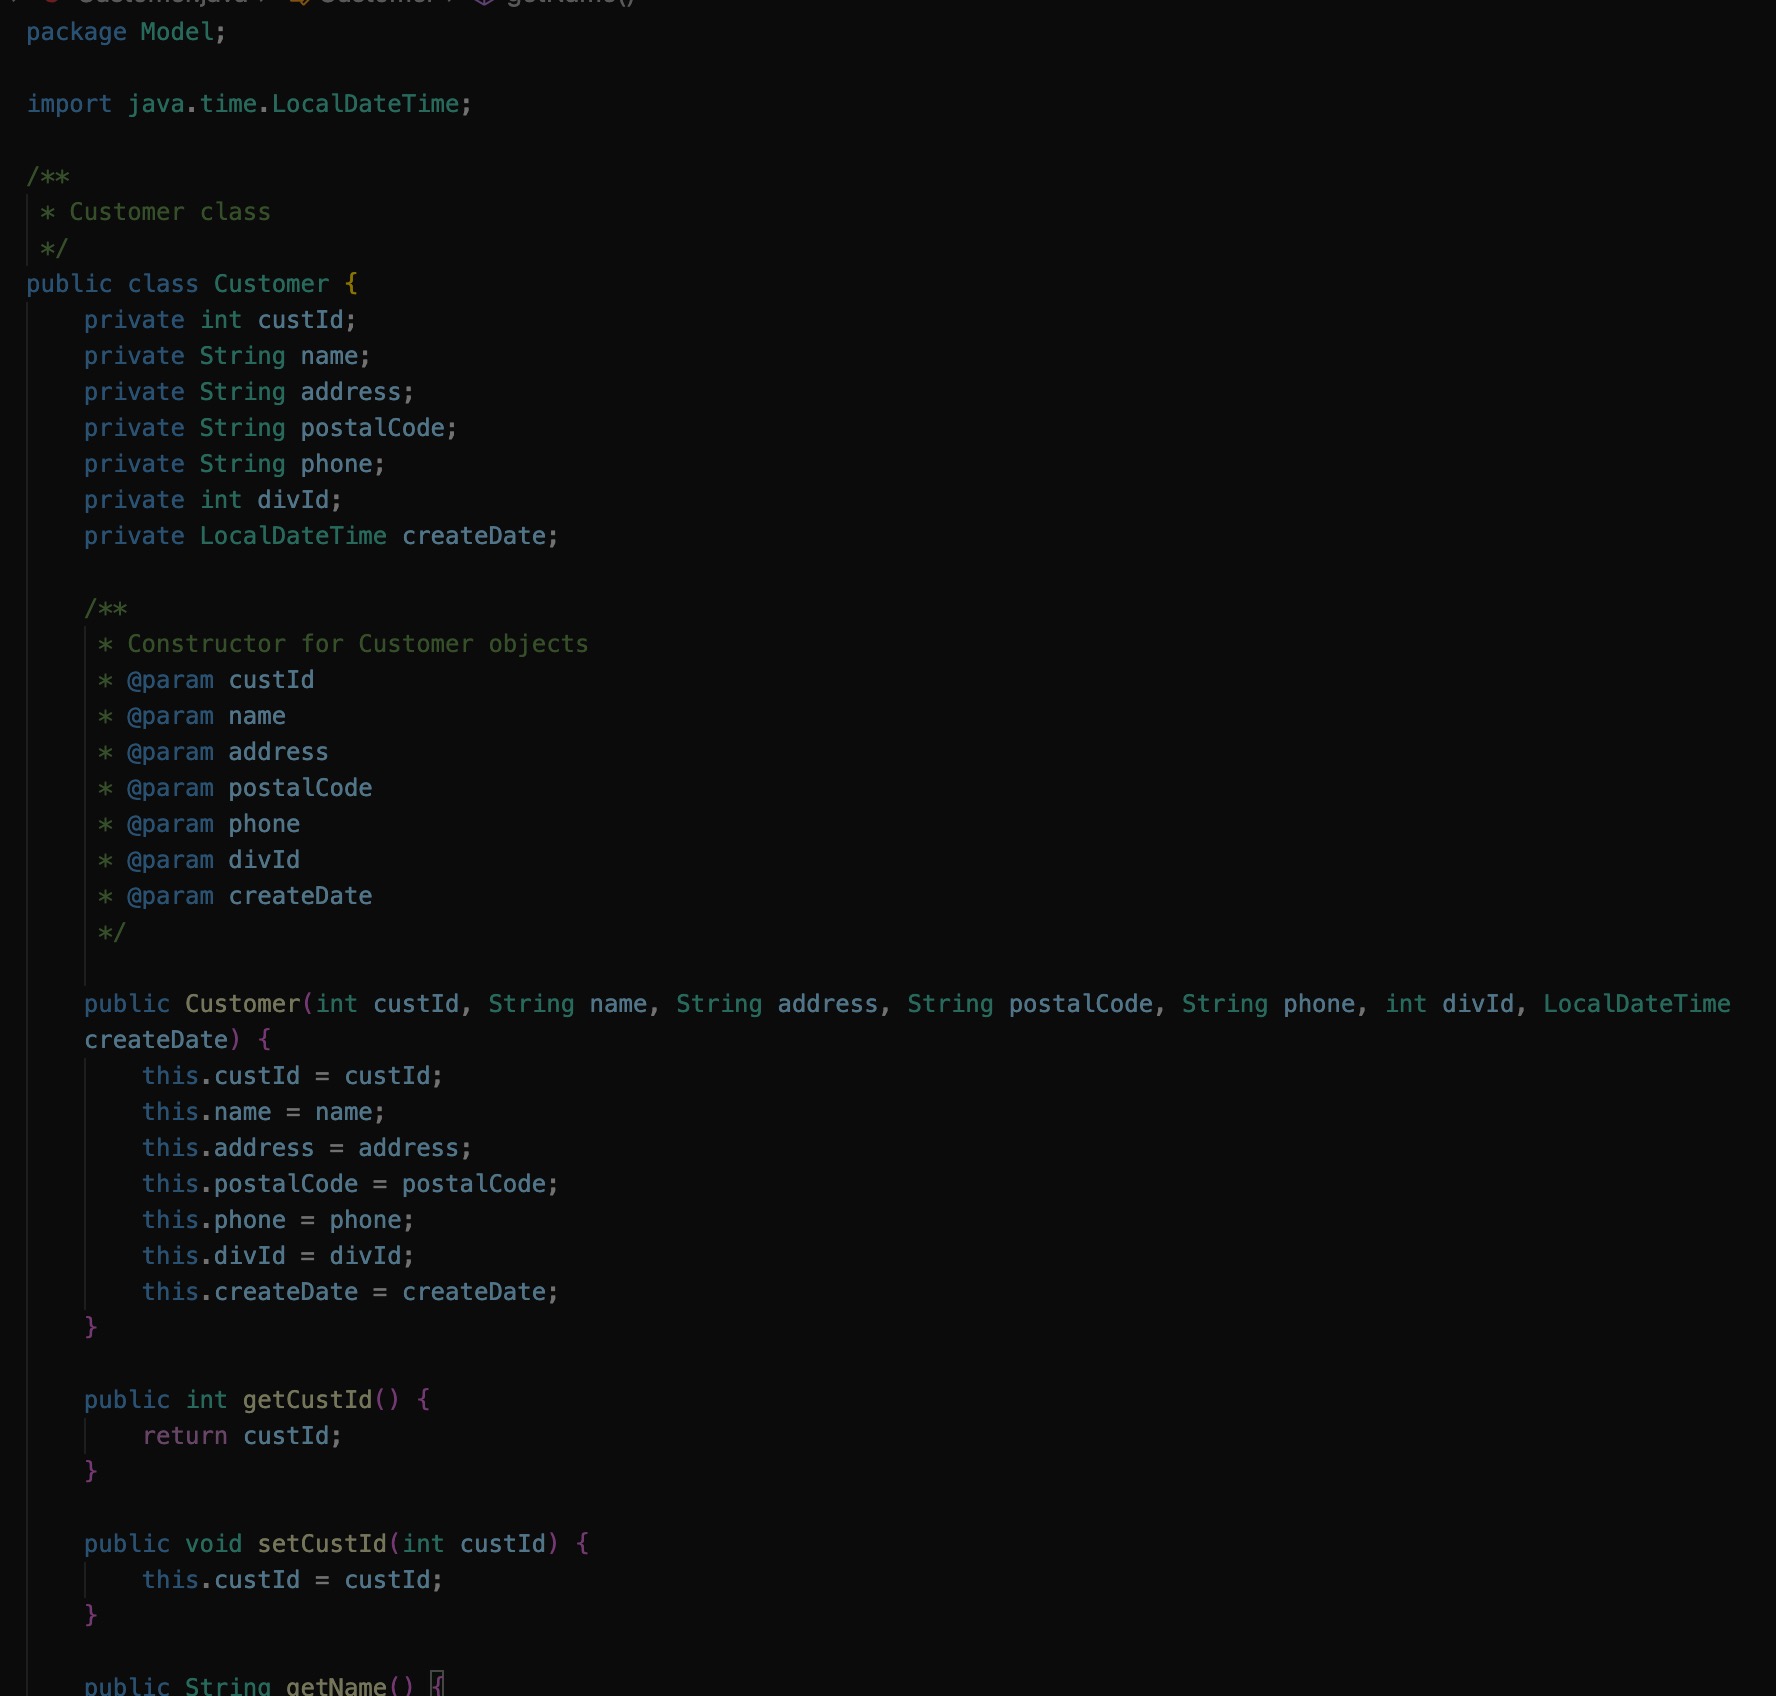 package Model;
import java.time.LocalDateTime;
/**
* Customer class
*/
public class Customer {
private int custId;
private String name;
private String address;
private String postalCode;
private String phone;
private int divId;
private LocalDateTime createDate;
/**
* Constructor for Customer objects
* @param custId
* @param name
* @param address
* @param postalCode
* @param phone
* @param divId
* @param createDate
*/
public Customer(int custId, String name, String address, String postalCode, String phone, int divId, LocalDateTime
createDate) {
this.custId = custId;
this.name = name;
this.address = address;
this.postalCode = postalCode;
this.phone = phone;
this.divId = divId;
this.createDate = createDate;
}
public int getCustId() {
return custId;
}
public void setCustId(int custId) {
this.custId = custId;
}
public String getName() {